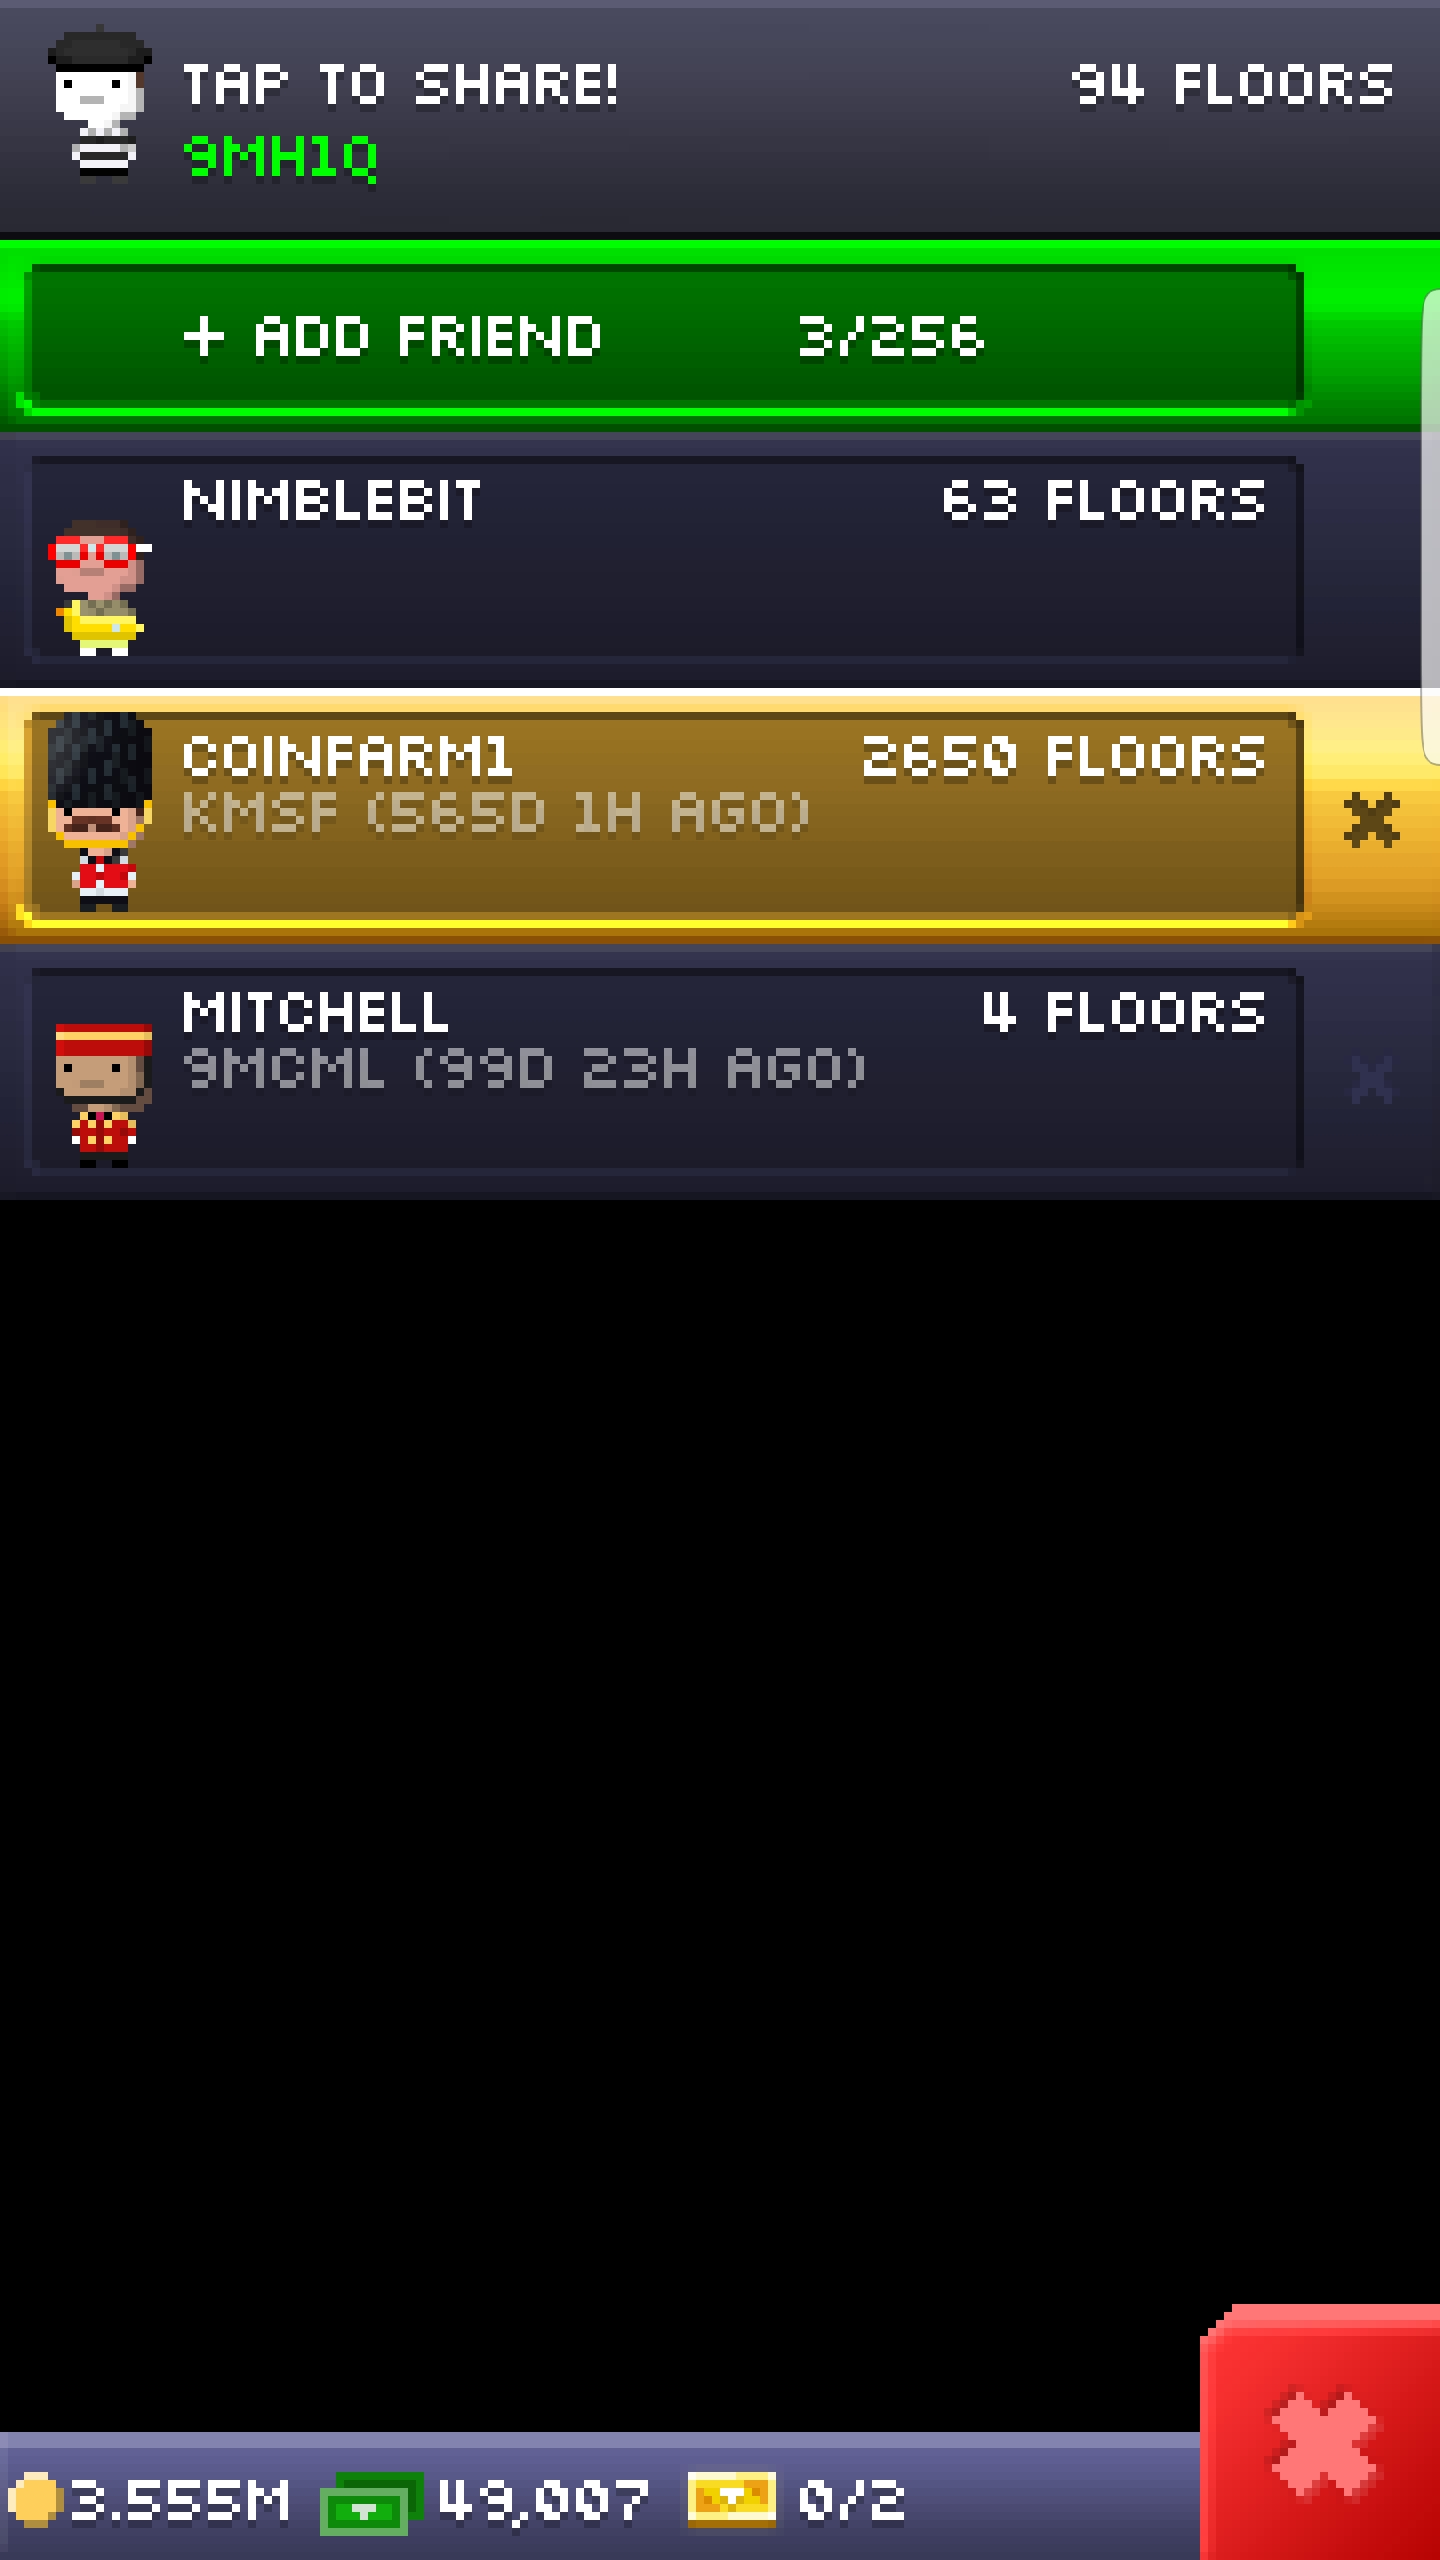 TAP TO SHARE! 94 FLOORS
9MH1Q
+ ADD FRIEND 3/256
NIMBLEBIT 63 FLOORS
COINFARM1 2650 FLOORS
KMSF (565D 1H AGO)
MITCHELL 4 FLOORS
9MCML (99D 23H AGO)
3.555M 49,007 0/2